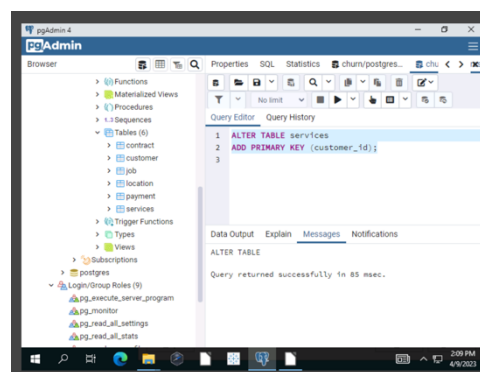 pgAdmin 4
pgAdmin
Browser
Properties SQL Statistics churn/postgres... chu
Functions
Materialized Views
Procedures
1..3 Sequences
Tables (6)
contract
customer
job
location
payment
services
Trigger Functions
Types
Views
Subscriptions
postgres
Login/Group Roles (9)
pg_execute_server_program
pg_monitor
pg_read_all_settings
pg_read_all_stats
No limit
Query Editor Query History
1 ALTER TABLE services
2 ADD PRIMARY KEY (customer_id);
3
Data Output Explain Messages Notifications
ALTER TABLE
Query returned successfully in 85 msec.
2:09 PM
4/9/2023